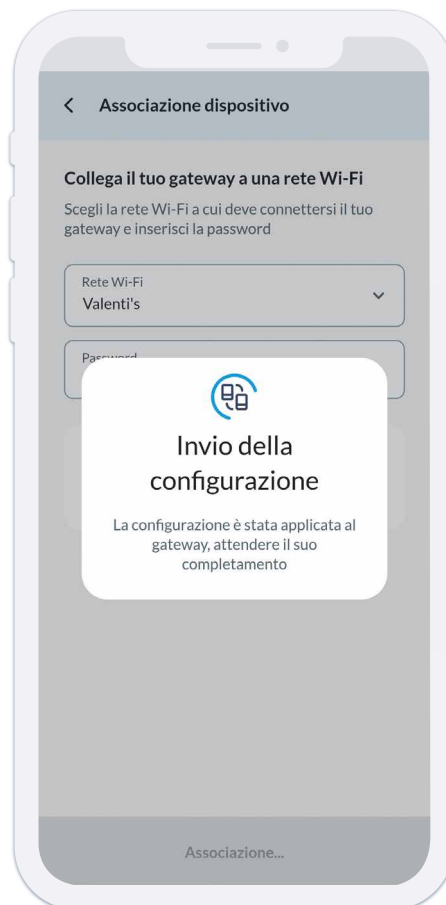 Associazione dispositivo
Collega il tuo gateway a una rete Wi-Fi
Scegli la rete Wi-Fi a cui deve connettersi il tuo
gateway e inserisci la password
Rete Wi-Fi
Valenti's
Password
Invio della
configurazione
La configurazione è stata applicata al
gateway, attendere il suo
completamento
Associazione...